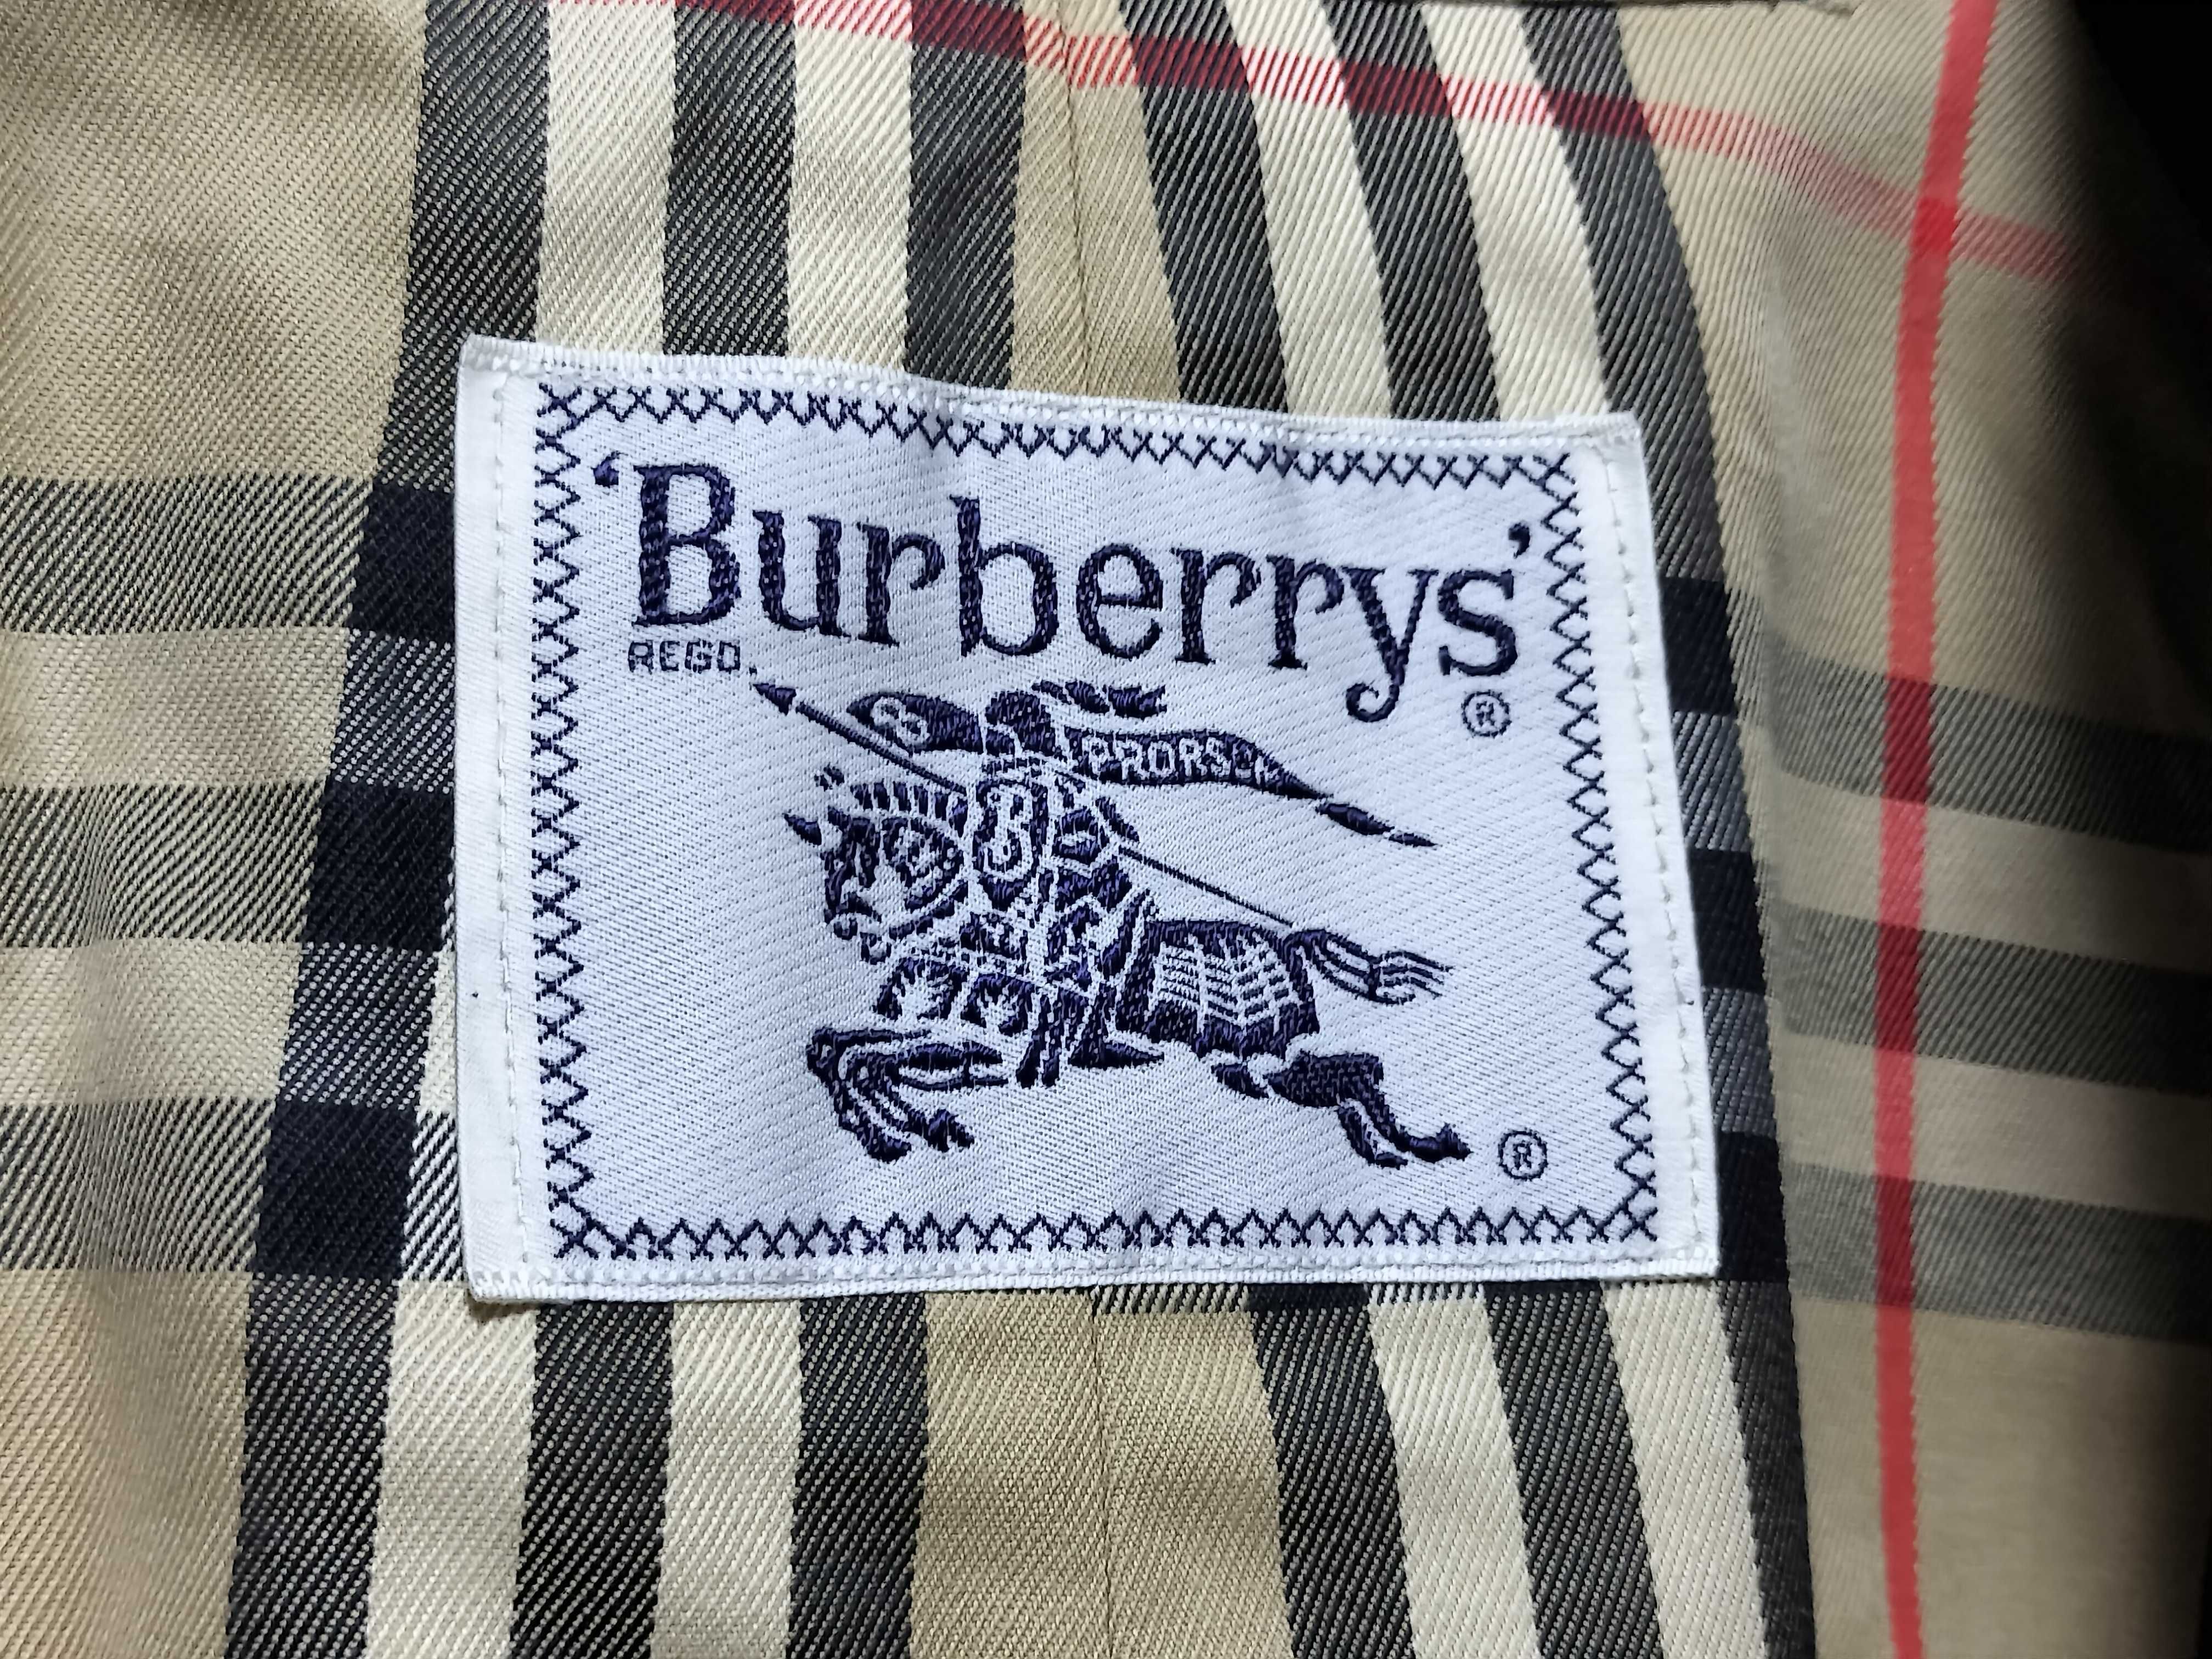 ‘Burberrys’
REGD.
®
PRORSUM
B
®